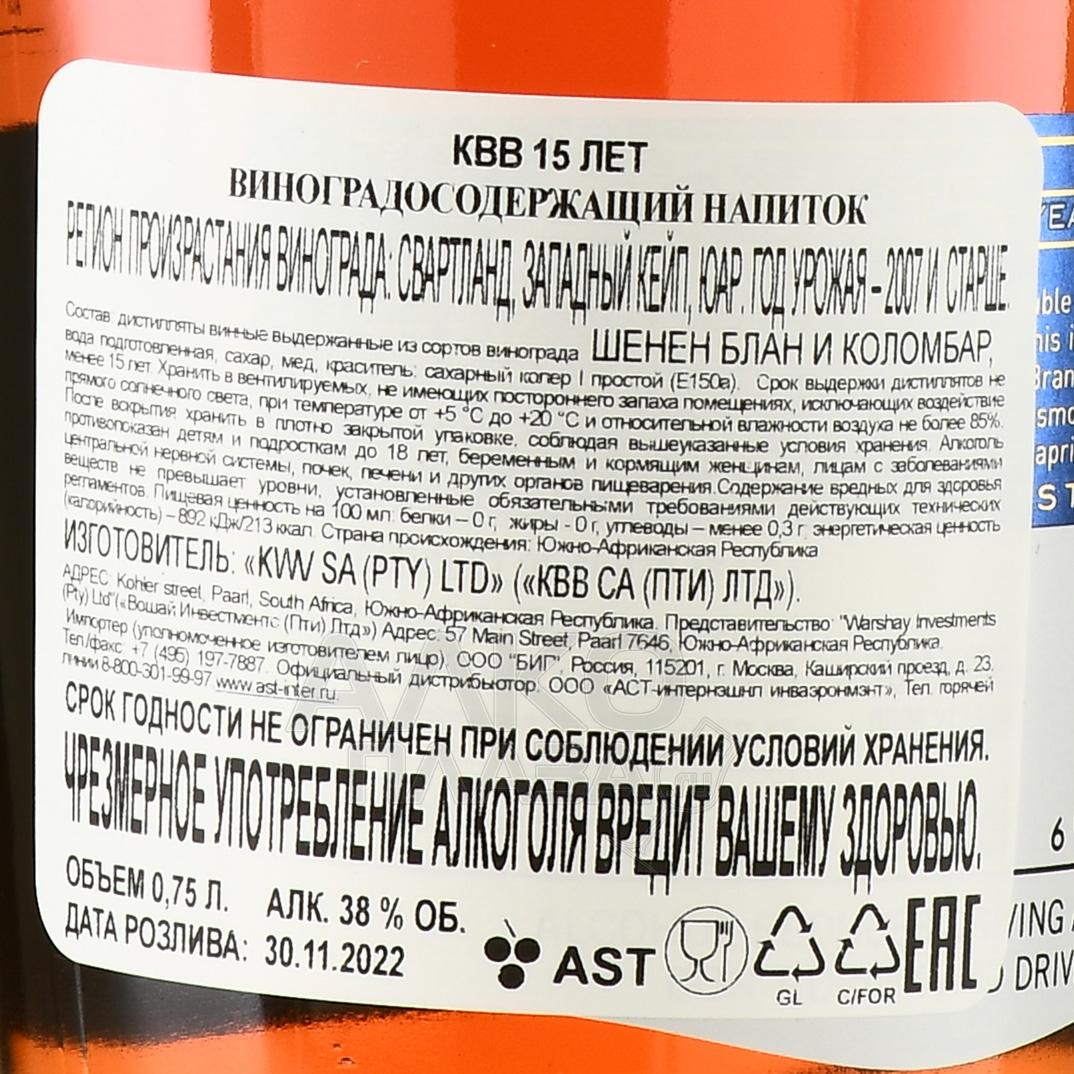 КВВ 15 ЛЕТ
ВИНОГРАДОСОДЕРЖАЩИЙ НАПИТОК
РЕГИОН ПРОИЗРАСТАНИЯ ВИНОГРАДА: СВАРТЛАНД, ЗАПАДНЫЙ КЕЙП, ЮАР. ГОД УРОЖАЯ – 2007 И СТАРШЕ.
Состав дистилляты винные выдержанные из сортов винограда ШЕНЕН БЛАН И КОЛОМБАР,
вода подготовленная, сахар, мед, краситель: сахарный колер I простой (Е150а). Срок выдержки дистиллятов не
менее 15 лет. Хранить в вентилируемых, не имеющих постороннего запаха помещениях, исключающих воздействие
прямого солнечного света, при температуре от +5 °С до +20 °С и относительной влажности воздуха не более 85%.
После вскрытия хранить в плотно закрытой упаковке, соблюдая вышеуказанные условия хранения. Алкоголь
противопоказан детям и подросткам до 18 лет, беременным и кормящим женщинам, лицам с заболеваниями
центральной нервной системы, почек, печени и других органов пищеварения.Содержание вредных для здоровья
веществ не превышает уровни, установленные обязательными требованиями действующих технических
регламентов. Пищевая ценность на 100 мл: белки – 0 г, жиры - 0 г, углеводы – менее 0,3 г; энергетическая ценность
(калорийность) – 892 кДж/213 ккал. Страна происхождения: Южно-Африканская Республика
ИЗГОТОВИТЕЛЬ: «KWV SA (PTY) LTD» («КВВ СА (ПТИ) ЛТД»).
АДРЕС: Kohler street, Paarl, South Africa, Южно-Африканская Республика. Представительство: "Warshay Investments
(Pty) Ltd"(«Вошай Инвестментс (Пти) Лтд») Адрес: 57 Main Street, Paarl 7646, Южно-Африканская Республика.
Импортер (уполномоченное изготовителем лицо). ООО "БИГ", Россия, 115201, г. Москва, Каширский проезд, д. 23.
Тел/факс: +7 (495) 197-7887. Официальный дистрибьютор: ООО «АСТ-интернэшнл инваэронмэнт», Тел. горячей
линии 8-800-301-99-97 www.ast-inter.ru.
СРОК ГОДНОСТИ НЕ ОГРАНИЧЕН ПРИ СОБЛЮДЕНИИ УСЛОВИЙ ХРАНЕНИЯ.
ЧРЕЗМЕРНОЕ УПОТРЕБЛЕНИЕ АЛКОГОЛЯ ВРЕДИТ ВАШЕМУ ЗДОРОВЬЮ.
ОБЪЕМ 0,75 Л. АЛК. 38 % ОБ.
ДАТА РОЗЛИВА: 30.11.2022
AST
GL
C/FOR
EAC
6
DRIV